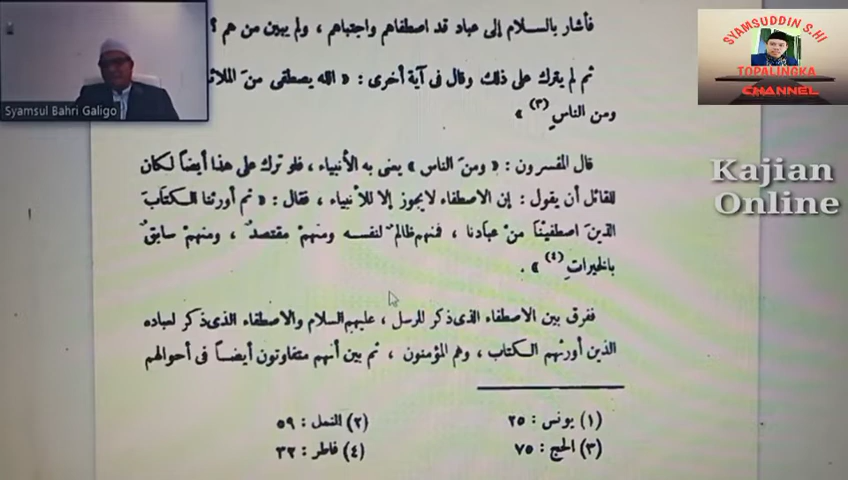 فأشار بالسلام إلى عباد قد اصطفاهم واجتباهم ، ولم يبين من هم ؟
ثم لم يترك على ذلك وقال فى آية أخرى : « الله يصطفى منَ
ومن الناسِ (٣) »
قال المفسرون : « ومنَ الناس » يعنى به الأنبياء ، فلو ترك على هذا أيضاً لكان
للقائل أن يقول : إن الاصطفاء لايجوز إلا للأنبياء ، فقال : « ثم أورثنا الكتابَ
الذينَ اصطفيْنا منْ عبادنا ، فمنهم ظالمٌ لنفسه ومنهمْ مقتصدٌ ، ومنهمْ سابقٌ
بالخيراتِ (٤) » .
ففرق بين الاصطفاء الذى ذكر للرسل ، عليهم السلام والاصطفاء الذى ذكر لعباده
الذين أورثهم الكتاب ، وهم المؤمنون ، ثم بين أنهم متفاوتون أيضاً فى أحوالهم
(١) يونس : ٢٥
(٢) النمل : ٥٩
(٣) الحج : ٧٥
(٤) فاطر : ٣٢
Syamsul Bahri Galigo
SYAMSUDDIN S.HI
TOPALINGKA
CHANNEL
Kajian
Online